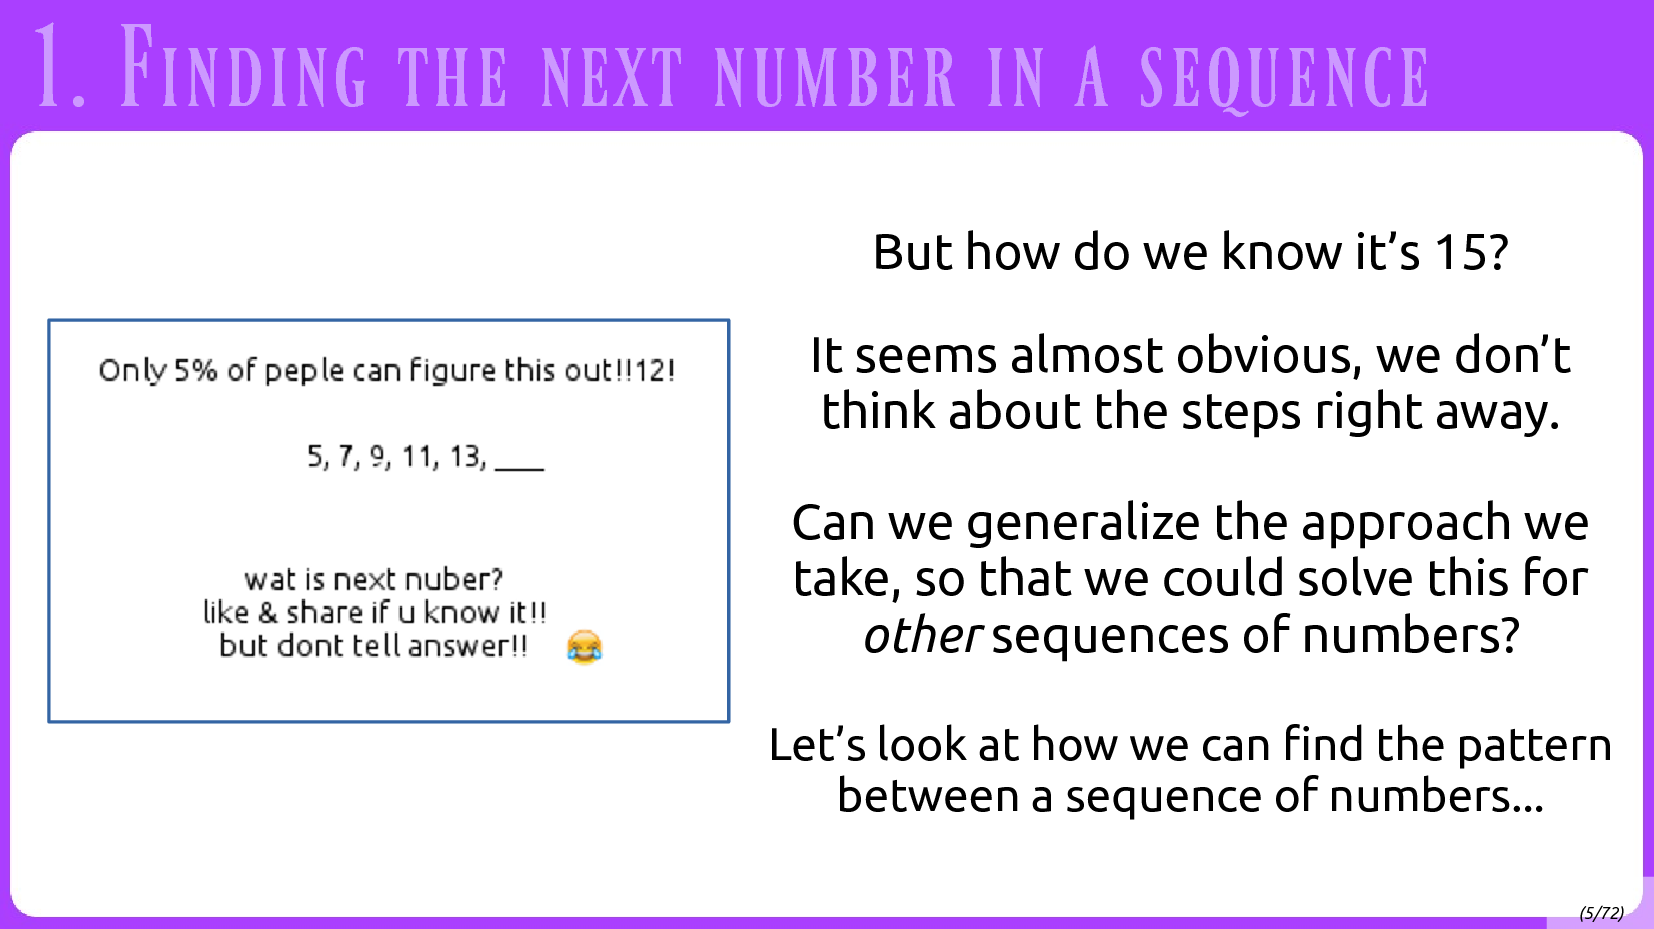 1. Finding the next number in a sequence
Only 5% of peple can figure this out!!12!
5, 7, 9, 11, 13, ___
wat is next nuber?
like & share if u know it!!
but dont tell answer!! 😂
But how do we know it’s 15?
It seems almost obvious, we don’t
think about the steps right away.
Can we generalize the approach we
take, so that we could solve this for
other sequences of numbers?
Let’s look at how we can find the pattern
between a sequence of numbers...
(5/72)